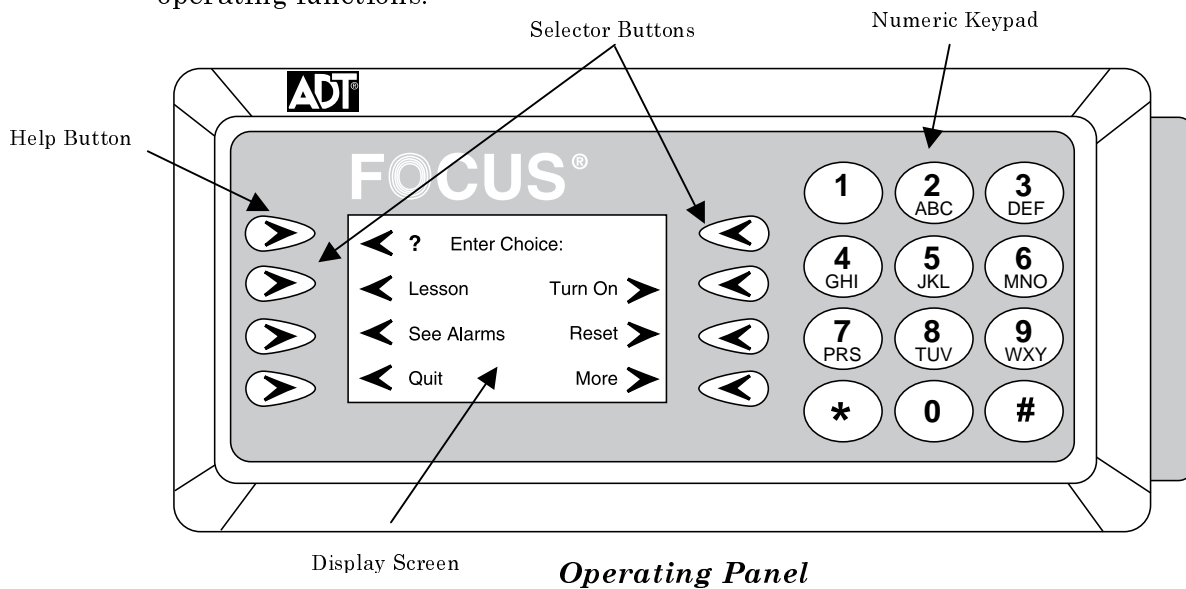 operating functions.
Selector Buttons
Numeric Keypad
ADT®
Help Button
FOCUS®
? Enter Choice:
Lesson Turn On
See Alarms Reset
Quit More
1 2 ABC 3 DEF
4 GHI 5 JKL 6 MNO
7 PRS 8 TUV 9 WXY
* 0 #
Display Screen
Operating Panel